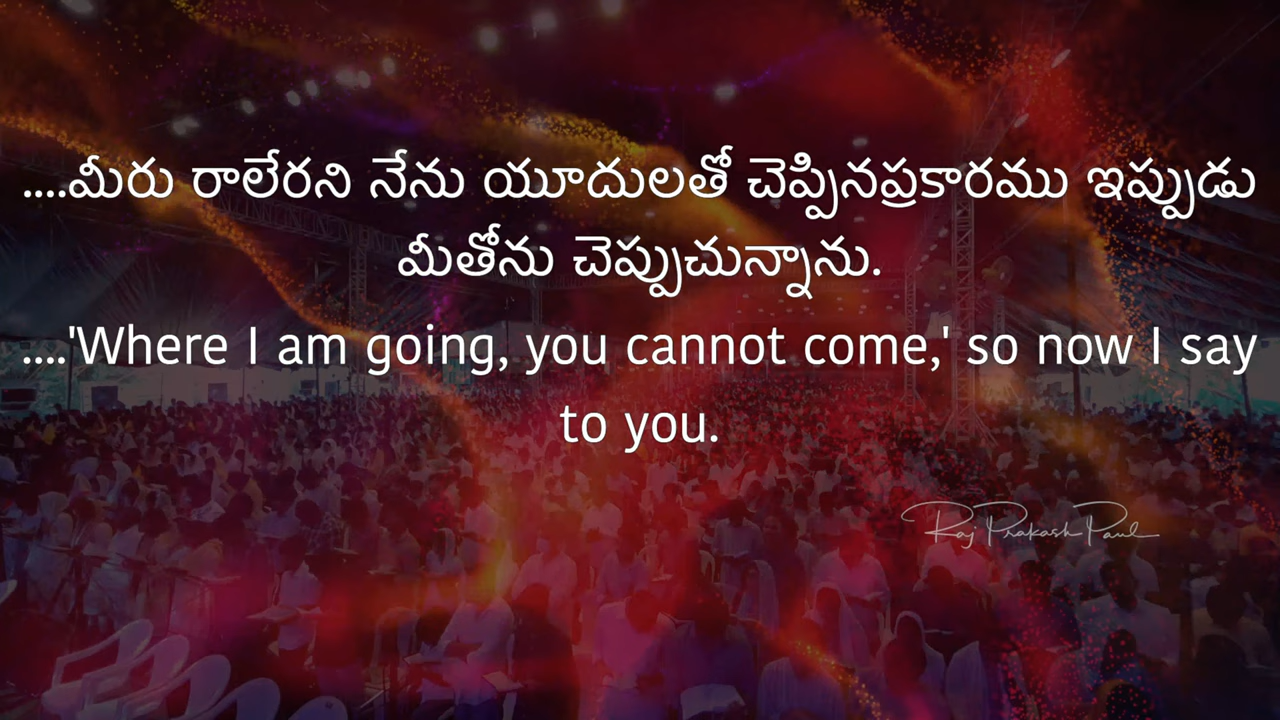 ....మీరు రాలేరని నేను యూదులతో చెప్పినప్రకారము ఇప్పుడు
మీతోను చెప్పుచున్నాను.
....'Where I am going, you cannot come,' so now I say
to you.
Raj Prakash Paul